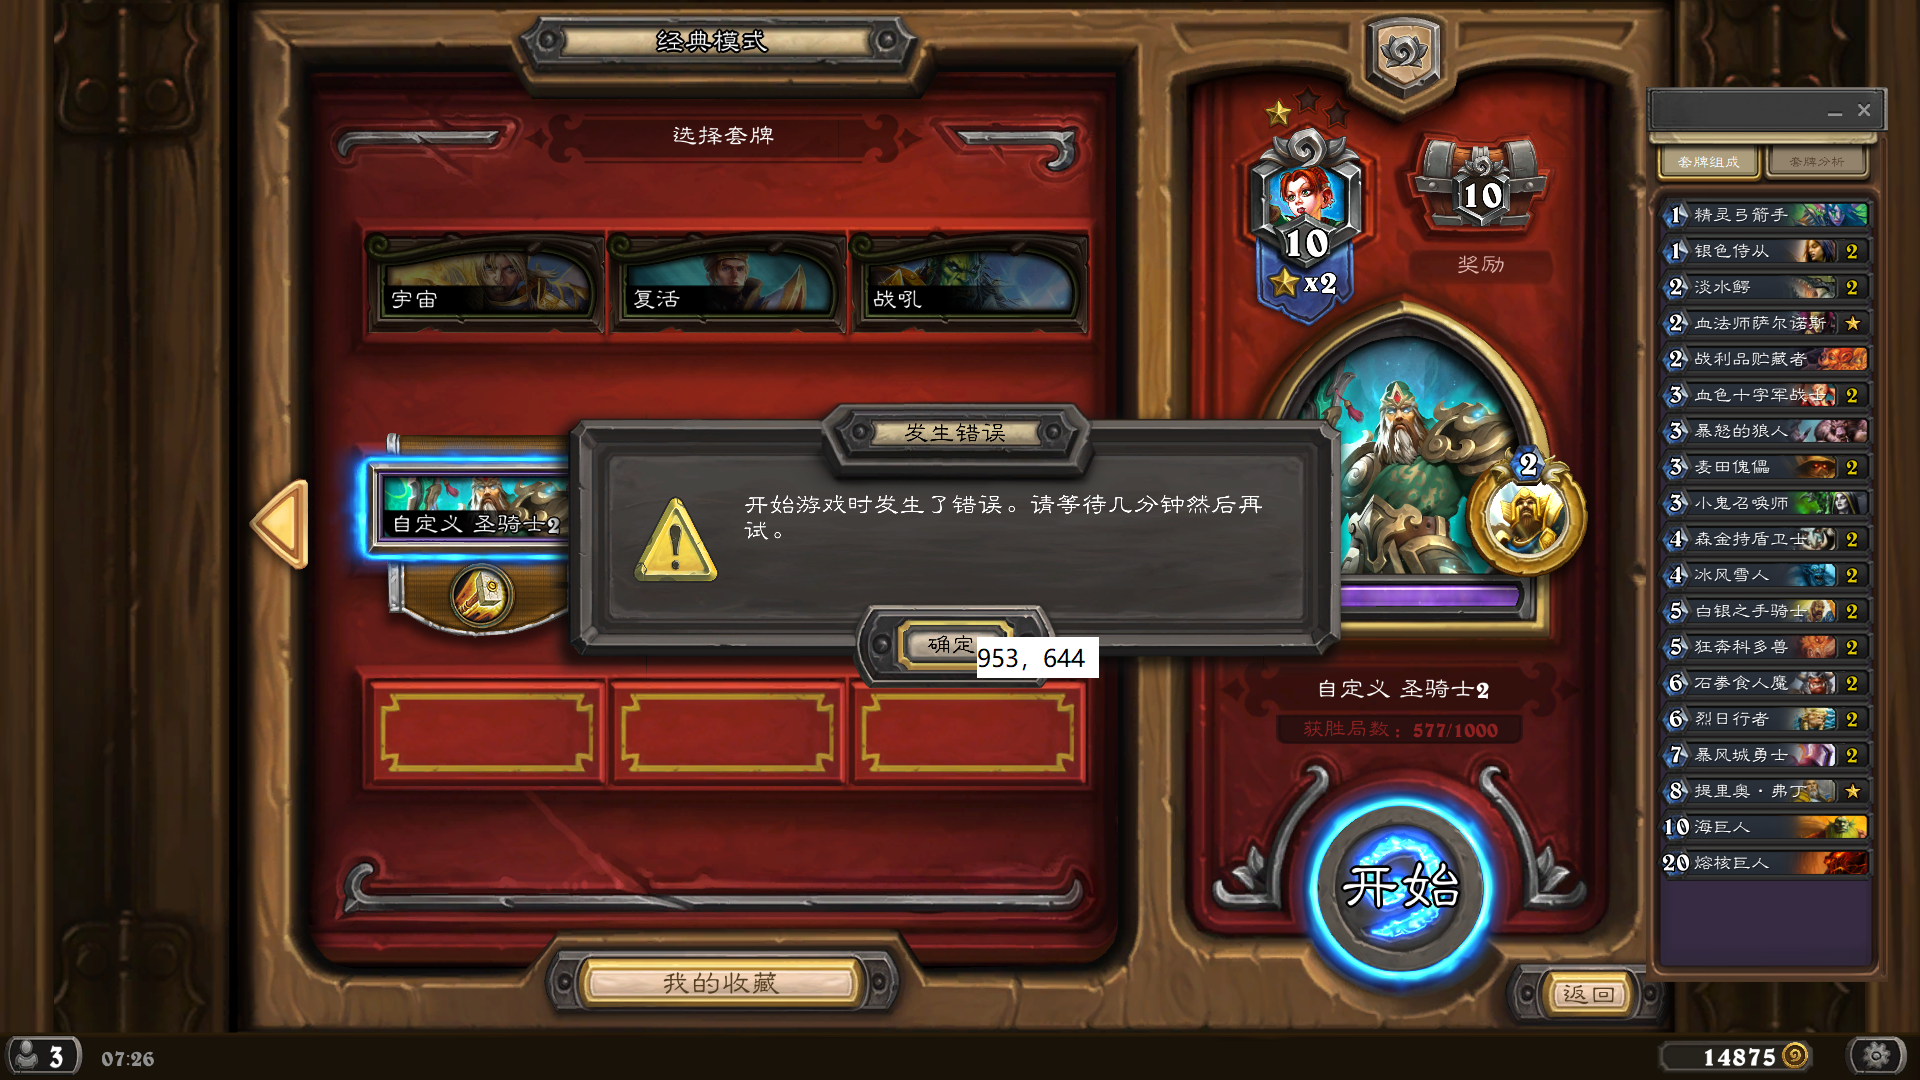 经典模式
选择套牌
宇宙
复活
战吼
自定义 圣骑士2
发生错误
开始游戏时发生了错误。请等待几分钟然后再
试。
确定
953, 644
10
x2
10
奖励
2
自定义 圣骑士2
获胜局数：577/1000
开始
我的收藏
返回
套牌组成
套牌分析
1 精灵弓箭手
1 银色侍从 2
2 淡水鳄 2
2 血法师萨尔诺斯
2 战利品贮藏者
3 血色十字军战士 2
3 暴怒的狼人
3 麦田傀儡 2
3 小鬼召唤师
4 森金持盾卫士 2
4 冰风雪人 2
5 白银之手骑士 2
5 狂奔科多兽 2
6 石拳食人魔 2
6 烈日行者 2
7 暴风城勇士 2
8 提里奥·弗丁
10 海巨人
20 熔核巨人
3
07:26
14875